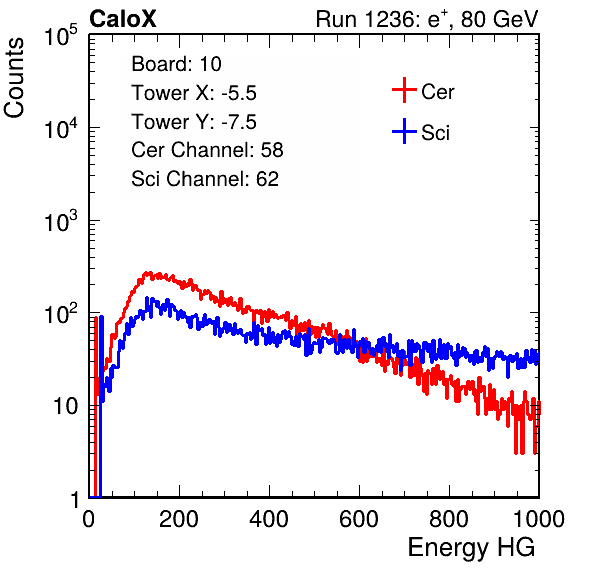 CaloX Run 1236: e⁺, 80 GeV
Counts
10⁵
10⁴
10³
10²
10
1
Board: 10
Tower X: -5.5
Tower Y: -7.5
Cer Channel: 58
Sci Channel: 62
Cer
Sci
0 200 400 600 800 1000
Energy HG